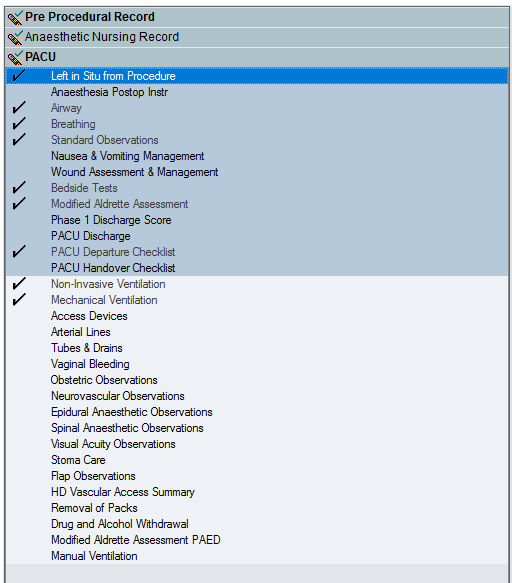 Pre Procedural Record
Anaesthetic Nursing Record
PACU
Left in Situ from Procedure
Anaesthesia Postop Instr
Airway
Breathing
Standard Observations
Nausea & Vomiting Management
Wound Assessment & Management
Bedside Tests
Modified Aldrette Assessment
Phase 1 Discharge Score
PACU Discharge
PACU Departure Checklist
PACU Handover Checklist
Non-Invasive Ventilation
Mechanical Ventilation
Access Devices
Arterial Lines
Tubes & Drains
Vaginal Bleeding
Obstetric Observations
Neurovascular Observations
Epidural Anaesthetic Observations
Spinal Anaesthetic Observations
Visual Acuity Observations
Stoma Care
Flap Observations
HD Vascular Access Summary
Removal of Packs
Drug and Alcohol Withdrawal
Modified Aldrette Assessment PAED
Manual Ventilation